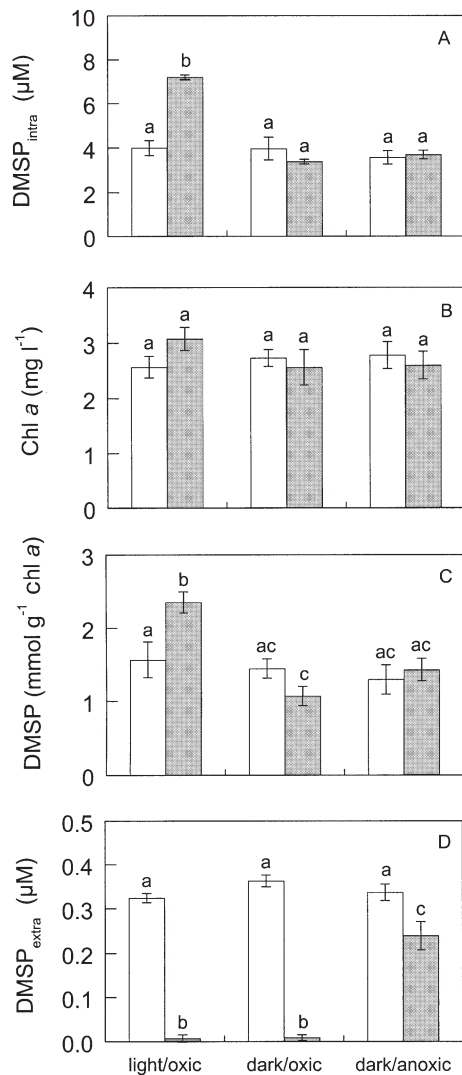 A
DMSPintra (µM)
10
8
6
4
2
0
a b a a a a
B
Chl a (mg l-1)
4
3
2
1
0
a a a a a a
C
DMSP (mmol g-1 chl a)
3
2
1
0
a b ac c ac ac
D
DMSPextra (µM)
0.5
0.4
0.3
0.2
0.1
0.0
a b a b a c
light/oxic dark/oxic dark/anoxic